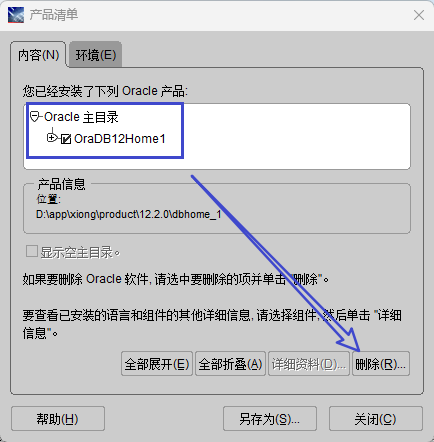 产品清单
内容(N)
环境(E)
您已经安装了下列 Oracle 产品:
Oracle 主目录
OraDB12Home1
产品信息
位置:
D:\app\xiong\product\12.2.0\dbhome_1
显示空主目录。
如果要删除 Oracle 软件, 请选中要删除的项并单击 "删除"。
要查看已安装的语言和组件的其他详细信息, 请选择组件, 然后单击 "详细
信息"。
全部展开(E) 全部折叠(A) 详细资料(D)... 删除(R)...
帮助(H) 另存为(S)... 关闭(C)